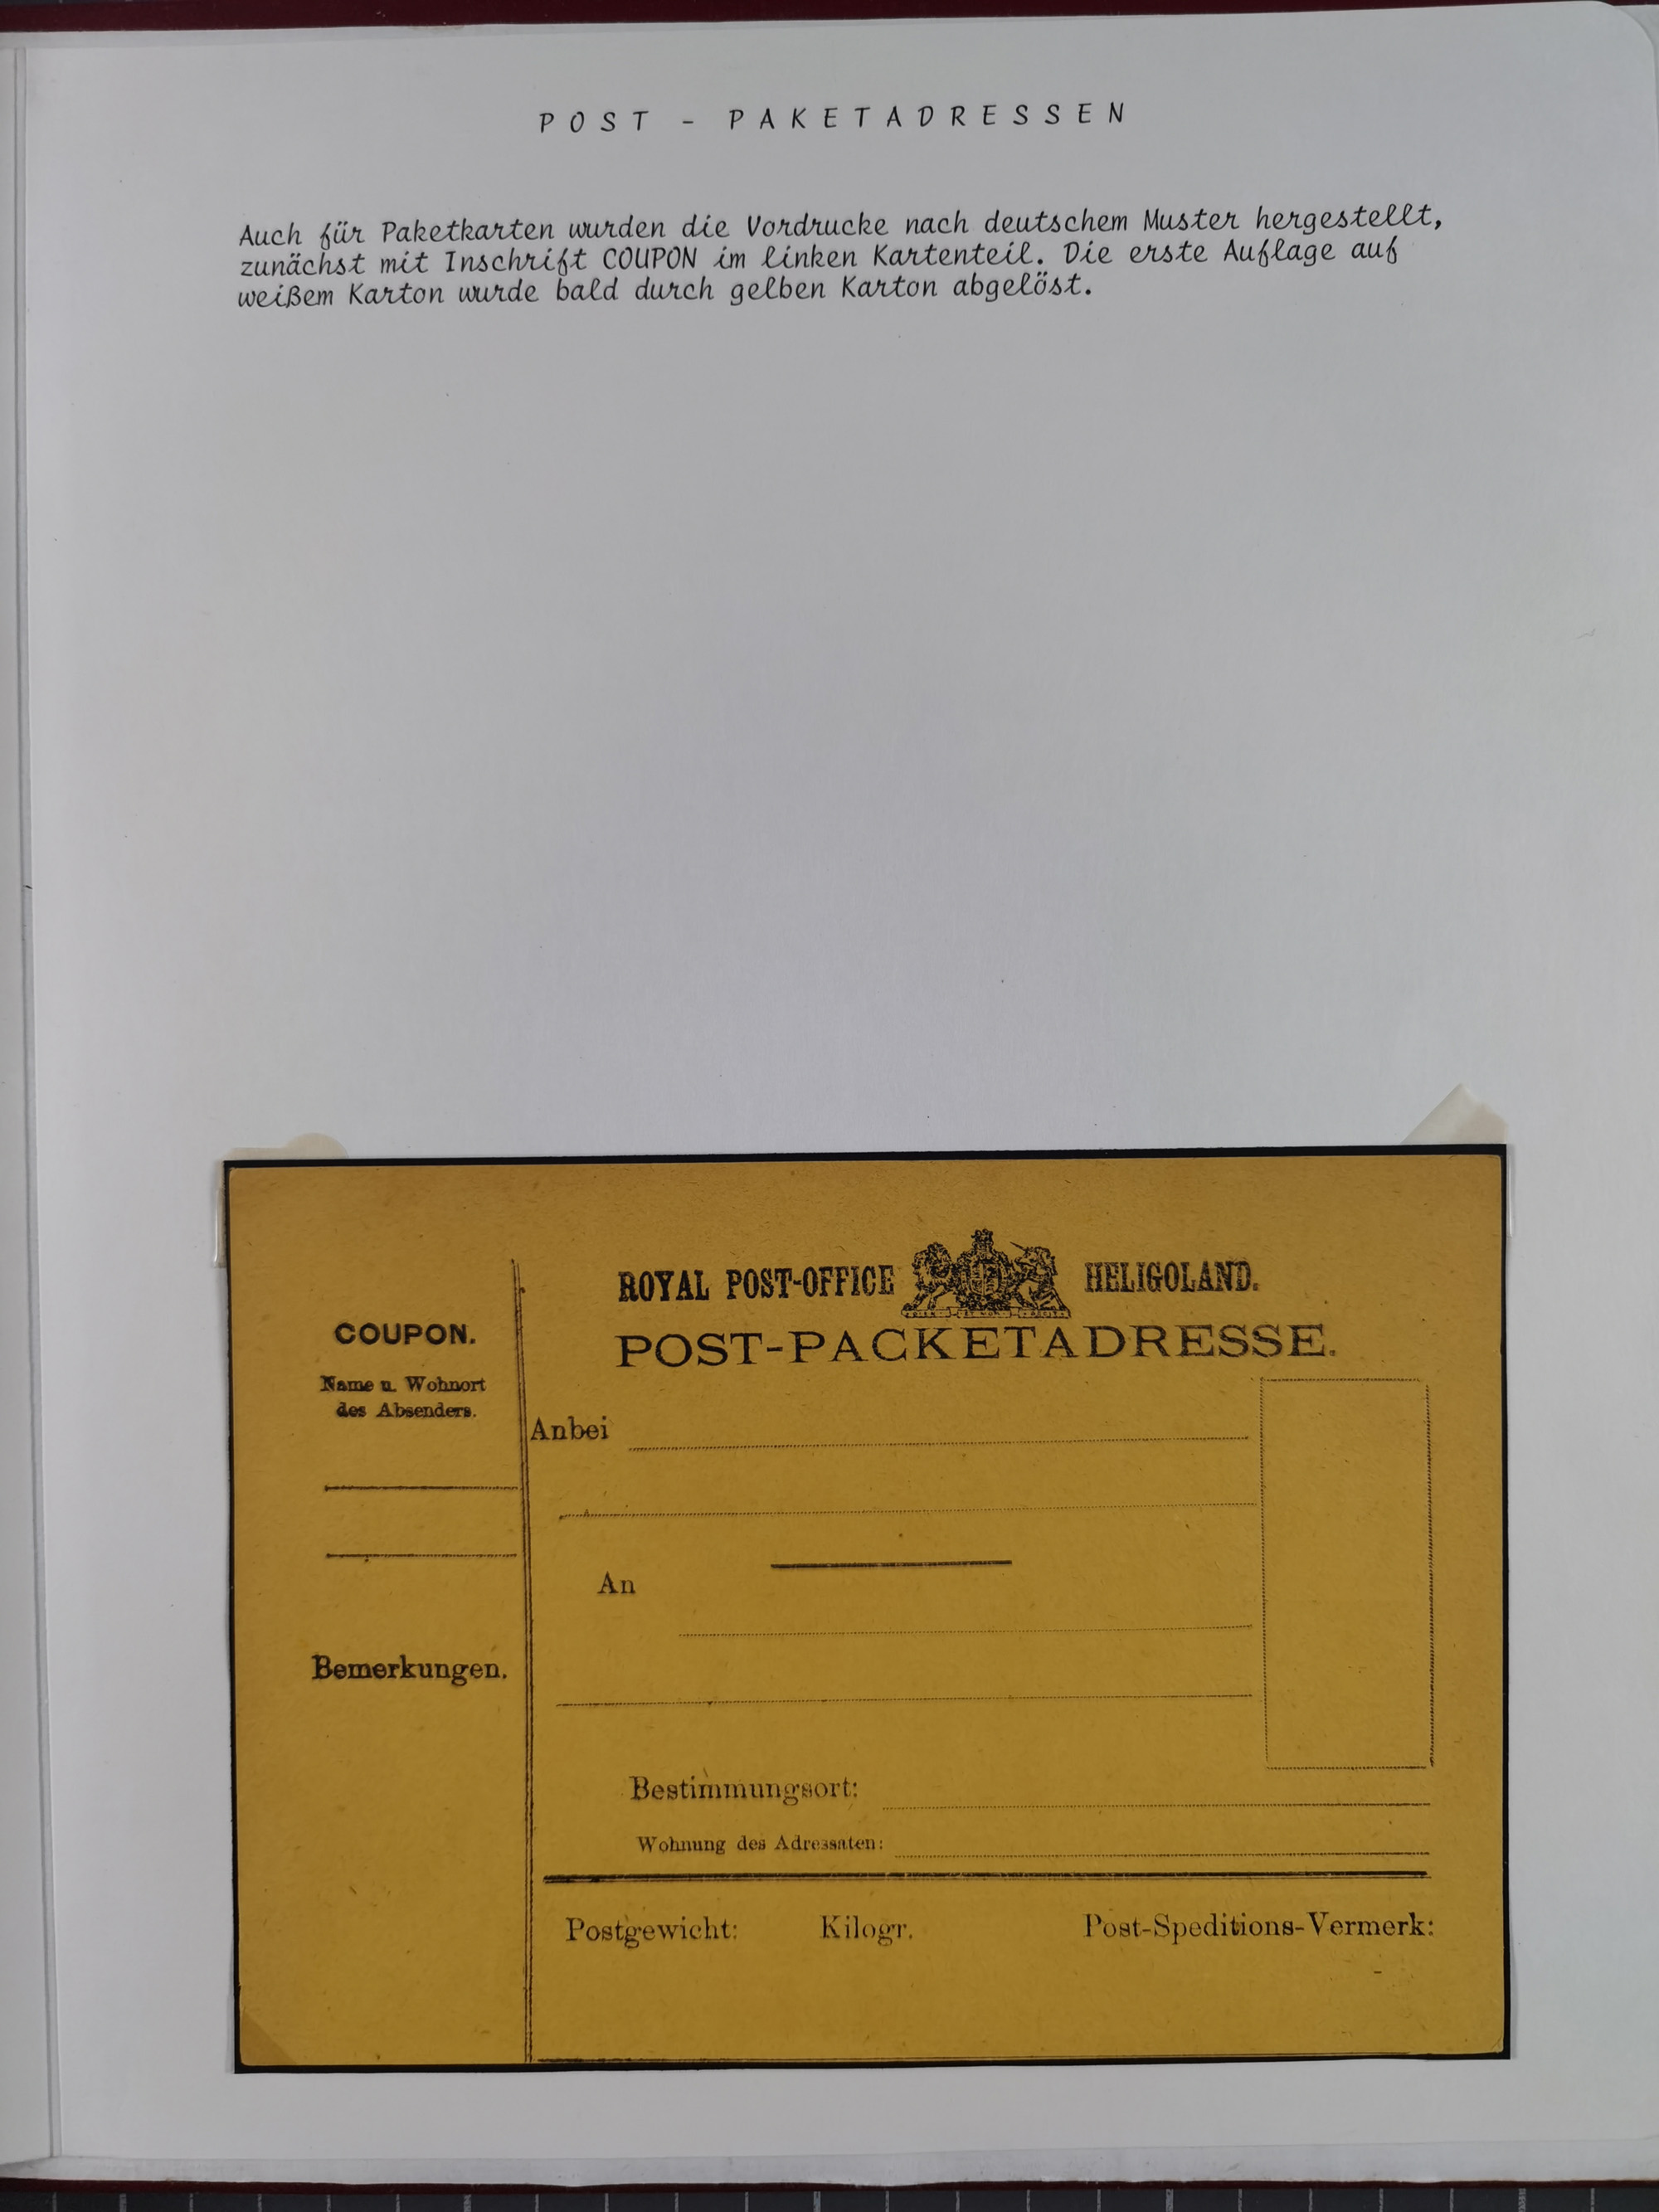 POST - PAKETADRESSEN
Auch für Paketkarten wurden die Vordrucke nach deutschem Muster hergestellt,
zunächst mit Inschrift COUPON im linken Kartenteil. Die erste Auflage auf
weißem Karton wurde bald durch gelben Karton abgelöst.
ROYAL POST-OFFICE HELIGOLAND.
POST-PACKETADRESSE.
COUPON.
Name u. Wohnort
des Absenders.
Bemerkungen.
Anbei
An
Bestimmungsort:
Wohnung des Adressaten:
Postgewicht: Kilogr. Post-Speditions-Vermerk: